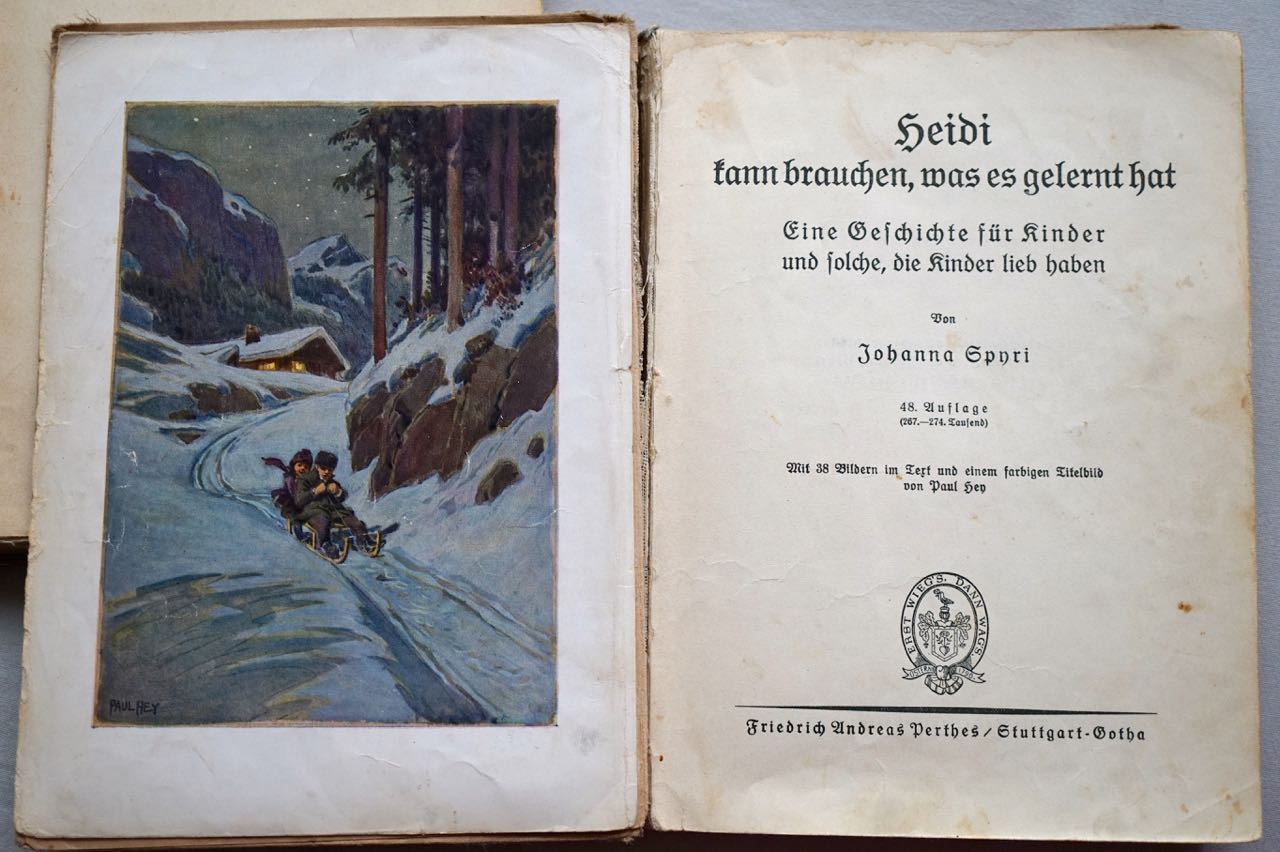 PAUL HEY
Heidi
kann brauchen, was es gelernt hat
Eine Geschichte für Kinder
und solche, die Kinder lieb haben
Von
Johanna Spyri
48. Auflage
(267.—274. Tausend)
Mit 38 Bildern im Text und einem farbigen Titelbild
von Paul Hey
ERST WIEG'S, DANN WAG'S.
Friedrich Andreas Perthes / Stuttgart-Gotha